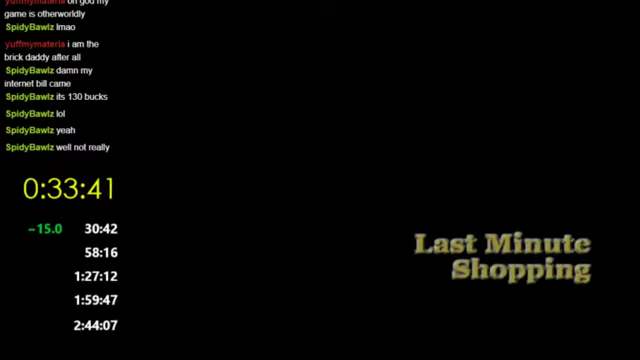 yuffmymateria oh god my
game is otherworldly
SpidyBawlz lmao
yuffmymateria i am the
brick daddy after all
SpidyBawlz damn my
internet bill came
SpidyBawlz its 130 bucks
SpidyBawlz lol
SpidyBawlz yeah
SpidyBawlz well not really
0:33:41
−15.0 30:42
58:16
1:27:12
1:59:47
2:44:07
Last Minute
Shopping